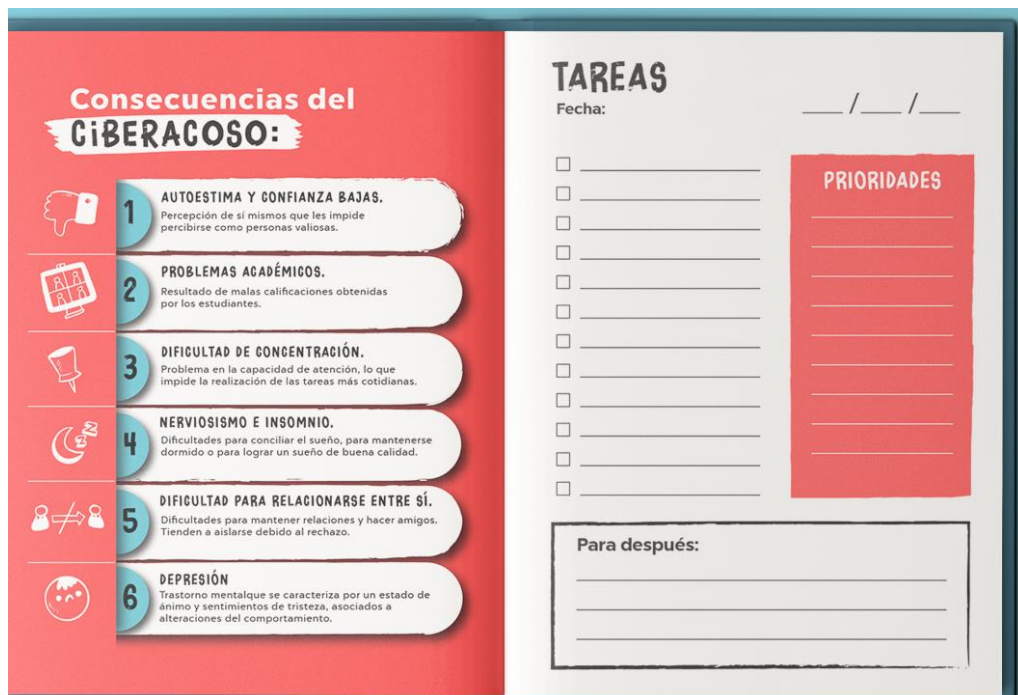 Consecuencias del
CiBERACOSO:
1
AUTOESTIMA Y CONFIANZA BAJAS.
Percepción de sí mismos que les impide
percibirse como personas valiosas.
2
PROBLEMAS ACADÉMICOS.
Resultado de malas calificaciones obtenidas
por los estudiantes.
3
DIFICULTAD DE CONCENTRACIÓN.
Problema en la capacidad de atención, lo que
impide la realización de las tareas más cotidianas.
4
NERVIOSISMO E INSOMNIO.
Dificultades para conciliar el sueño, para mantenerse
dormido o para lograr un sueño de buena calidad.
5
DIFICULTAD PARA RELACIONARSE ENTRE SÍ.
Dificultades para mantener relaciones y hacer amigos.
Tienden a aislarse debido al rechazo.
6
DEPRESIÓN
Trastorno mentalque se caracteriza por un estado de
ánimo y sentimientos de tristeza, asociados a
alteraciones del comportamiento.
TAREAS
Fecha: ___/___/___
PRIORIDADES
Para después: